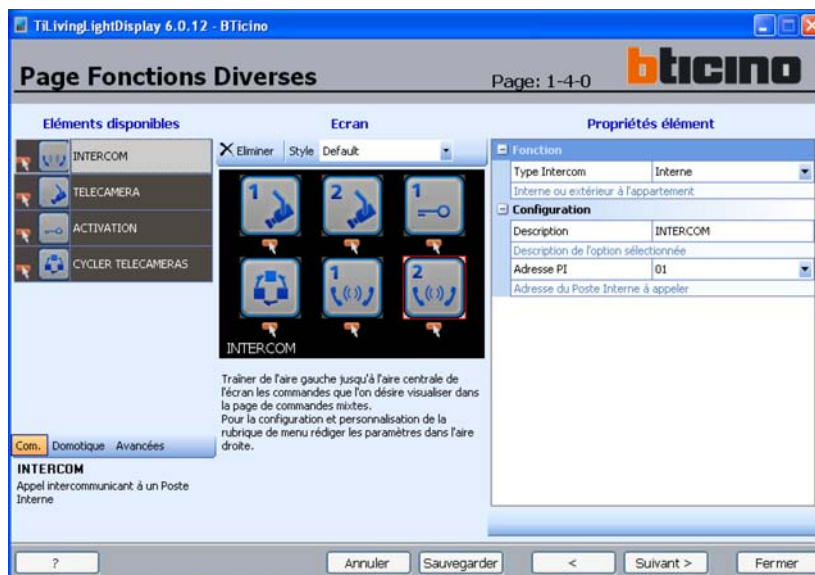 TiLivingLightDisplay 6.0.12 - BTicino
Page Fonctions Diverses
Page: 1-4-0
bticino
Eléments disponibles
INTERCOM
TELECAMERA
ACTIVATION
CYCLER TELECAMERAS
Com. Domotique Avancées
INTERCOM
Appel intercommunicant à un Poste
Interne
Ecran
Eliminer Style Default
1 2 1
1 2
INTERCOM
Traîner de l'aire gauche jusqu'à l'aire centrale de
l'écran les commandes que l'on désire visualiser dans
la page de commandes mixtes.
Pour la configuration et personnalisation de la
rubrique de menu rédiger les paramètres dans l'aire
droite.
Propriétés élément
Fonction
Type Intercom Interne
Interne ou extérieur à l'appartement
Configuration
Description INTERCOM
Description de l'option sélectionnée
Adresse PI 01
Adresse du Poste Interne à appeler
? Annuler Sauvegarder < Suivant > Fermer